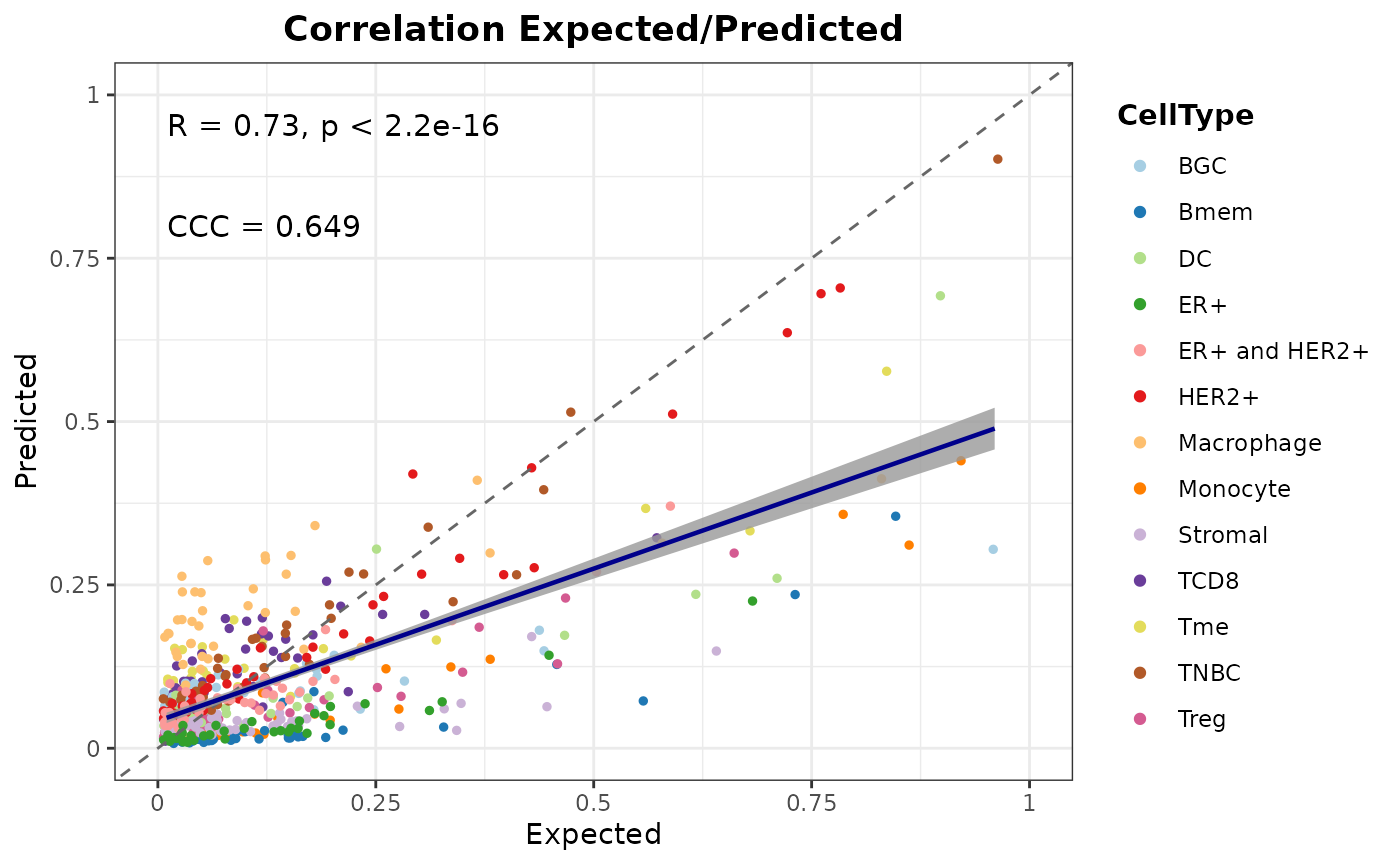 Correlation Expected/Predicted
R = 0.73, p < 2.2e-16
CCC = 0.649
Predicted
1
0.75
0.5
0.25
0
0
0.25
0.5
0.75
1
Expected
CellType
BGC
Bmem
DC
ER+
ER+ and HER2+
HER2+
Macrophage
Monocyte
Stromal
TCD8
Tme
TNBC
Treg